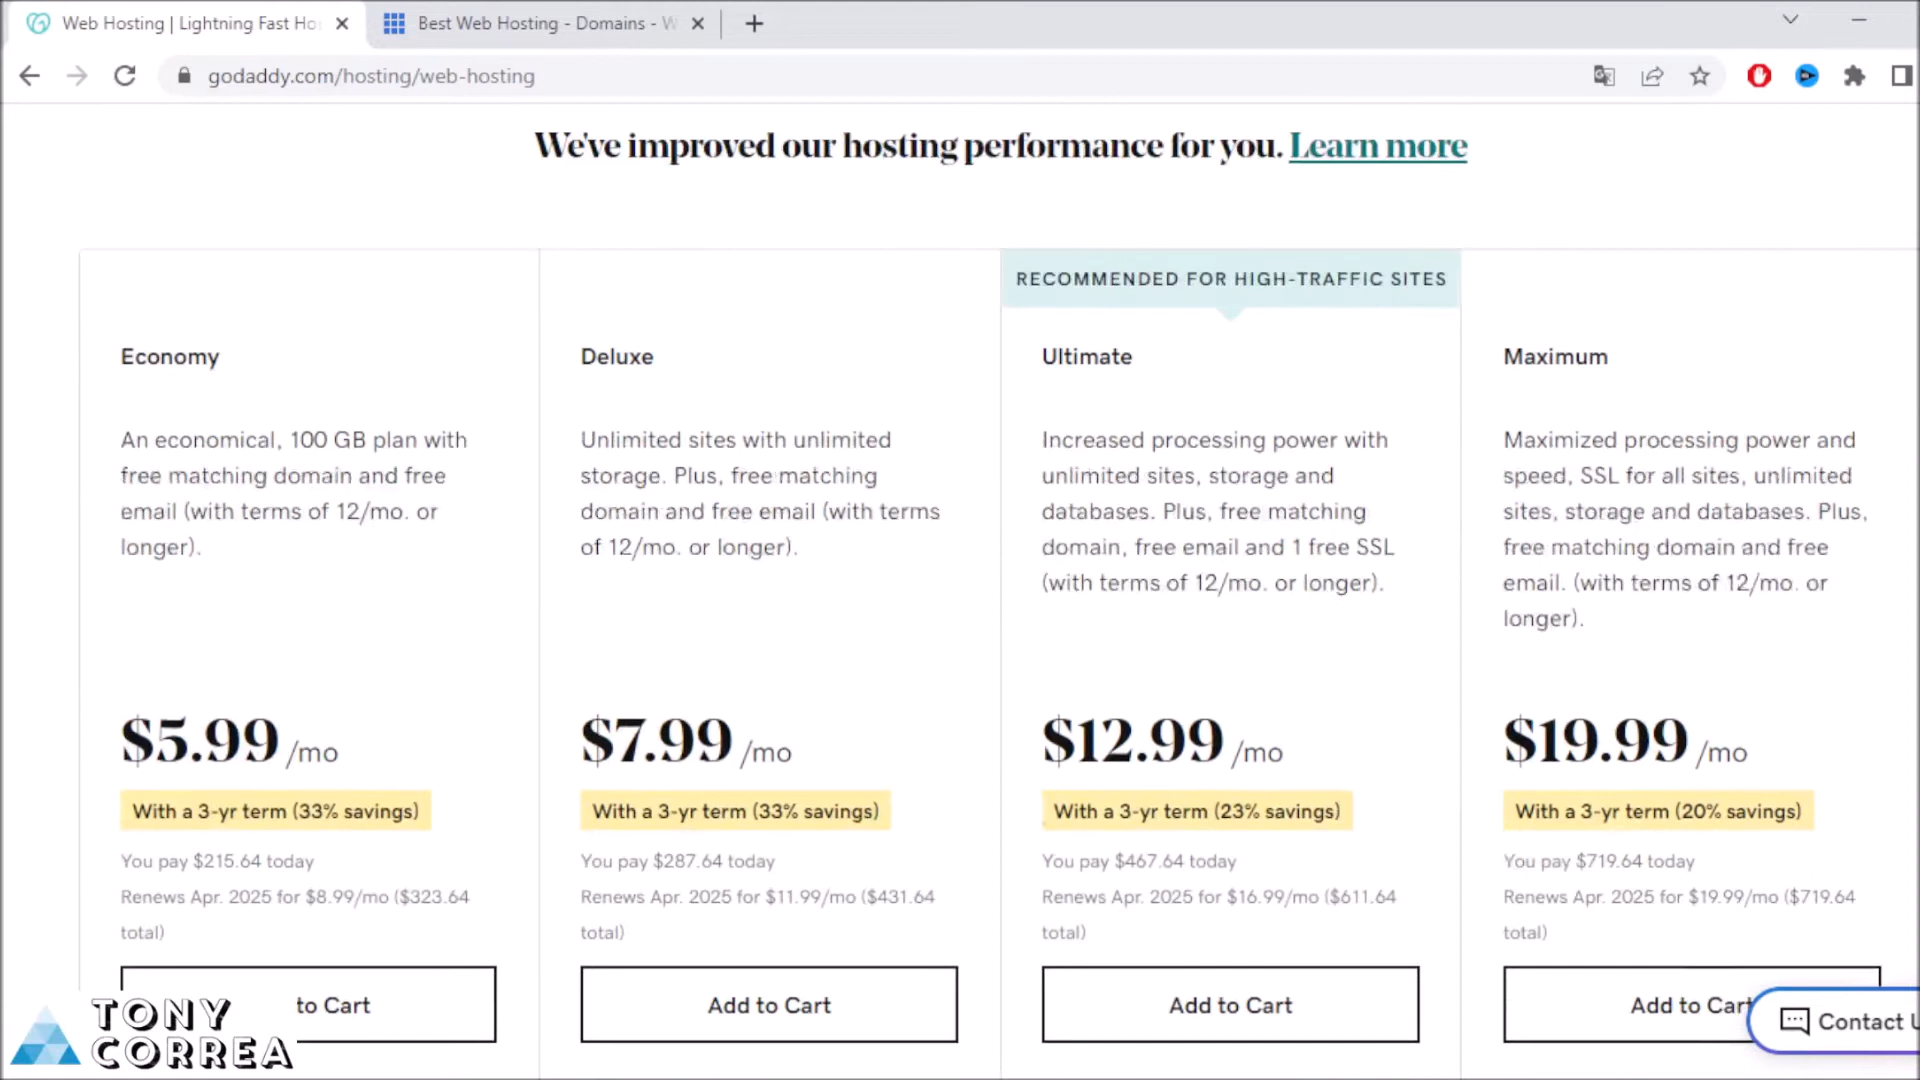 Web Hosting | Lightning Fast Ho
Best Web Hosting - Domains - W
godaddy.com/hosting/web-hosting
We've improved our hosting performance for you. Learn more
RECOMMENDED FOR HIGH-TRAFFIC SITES
Economy
An economical, 100 GB plan with
free matching domain and free
email (with terms of 12/mo. or
longer).
$5.99 /mo
With a 3-yr term (33% savings)
You pay $215.64 today
Renews Apr. 2025 for $8.99/mo ($323.64
total)
to Cart
Deluxe
Unlimited sites with unlimited
storage. Plus, free matching
domain and free email (with terms
of 12/mo. or longer).
$7.99 /mo
With a 3-yr term (33% savings)
You pay $287.64 today
Renews Apr. 2025 for $11.99/mo ($431.64
total)
Add to Cart
Ultimate
Increased processing power with
unlimited sites, storage and
databases. Plus, free matching
domain, free email and 1 free SSL
(with terms of 12/mo. or longer).
$12.99 /mo
With a 3-yr term (23% savings)
You pay $467.64 today
Renews Apr. 2025 for $16.99/mo ($611.64
total)
Add to Cart
Maximum
Maximized processing power and
speed, SSL for all sites, unlimited
sites, storage and databases. Plus,
free matching domain and free
email. (with terms of 12/mo. or
longer).
$19.99 /mo
With a 3-yr term (20% savings)
You pay $719.64 today
Renews Apr. 2025 for $19.99/mo ($719.64
total)
Add to Cart
Contact U
TONY
CORREA